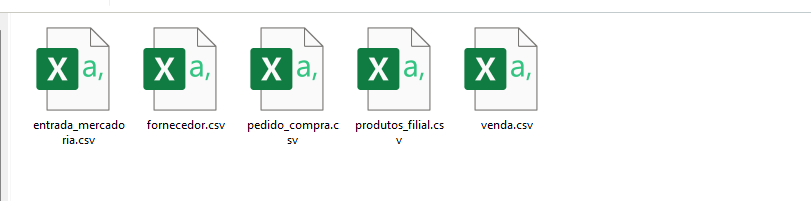 entrada_mercado
ria.csv
fornecedor.csv
pedido_compra.c
sv
produtos_filial.cs
v
venda.csv
X a,
X a,
X a,
X a,
X a,